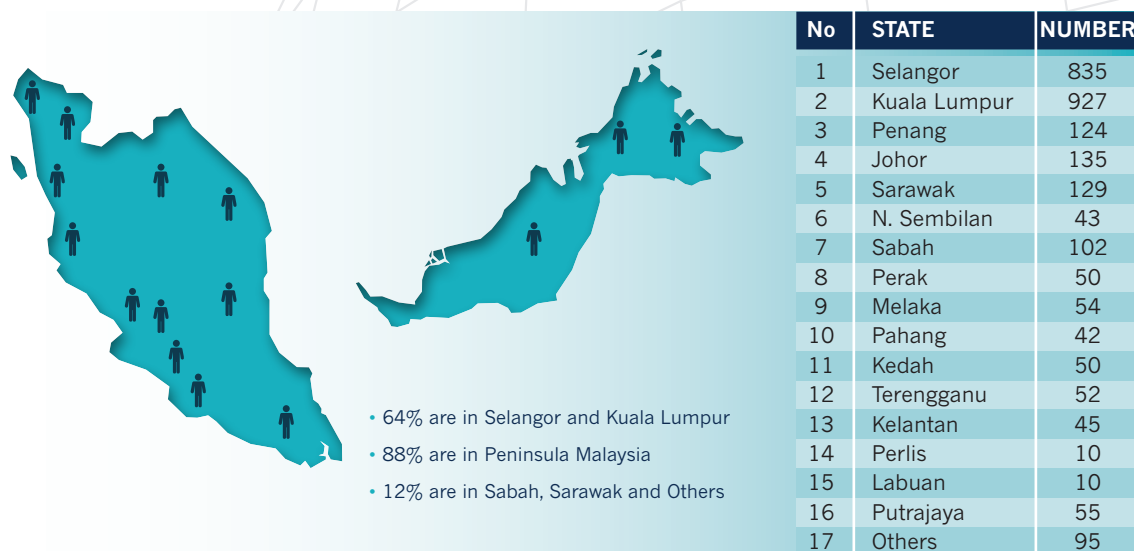 • 64% are in Selangor and Kuala Lumpur
• 88% are in Peninsula Malaysia
• 12% are in Sabah, Sarawak and Others
No STATE NUMBER
1 Selangor 835
2 Kuala Lumpur 927
3 Penang 124
4 Johor 135
5 Sarawak 129
6 N. Sembilan 43
7 Sabah 102
8 Perak 50
9 Melaka 54
10 Pahang 42
11 Kedah 50
12 Terengganu 52
13 Kelantan 45
14 Perlis 10
15 Labuan 10
16 Putrajaya 55
17 Others 95